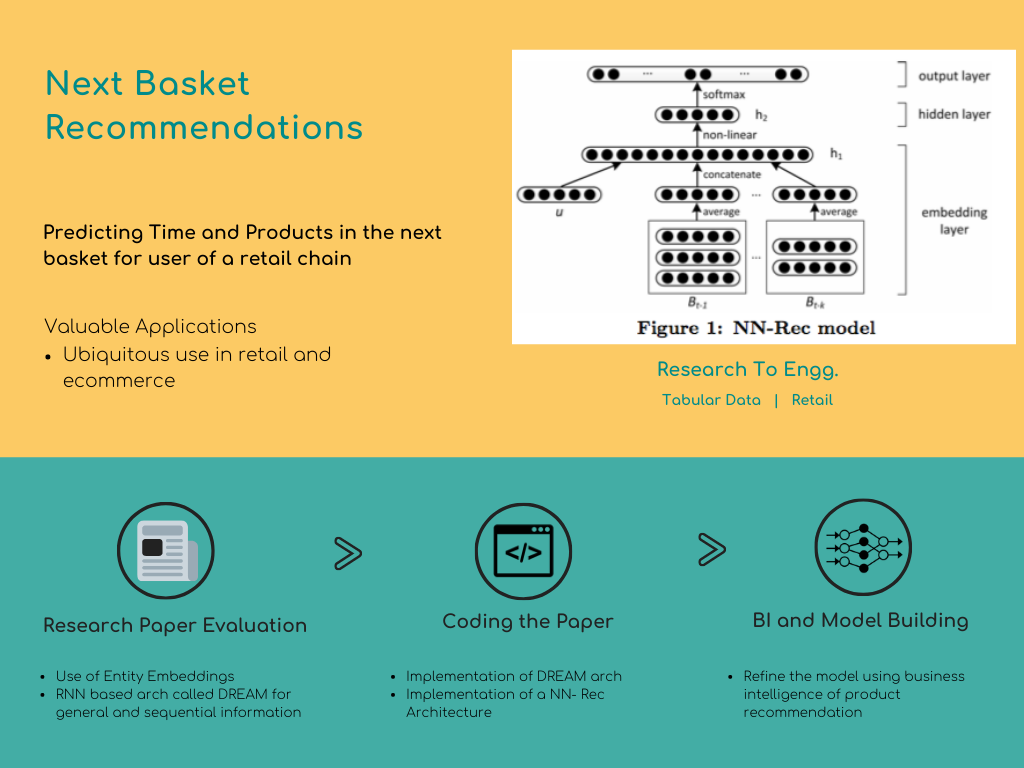 Next Basket
Recommendations
Predicting Time and Products in the next
basket for user of a retail chain
Valuable Applications
• Ubiquitous use in retail and
ecommerce
... ... output layer
softmax
h2 hidden layer
non-linear
h1
concatenate
...
u
average average
embedding
layer
...
Bt-1 Bt-k
Figure 1: NN-Rec model
Research To Engg.
Tabular Data | Retail
</>
Research Paper Evaluation
• Use of Entity Embeddings
• RNN based arch called DREAM for
general and sequential information
Coding the Paper
• Implementation of DREAM arch
• Implementation of a NN- Rec
Architecture
BI and Model Building
• Refine the model using business
intelligence of product
recommendation